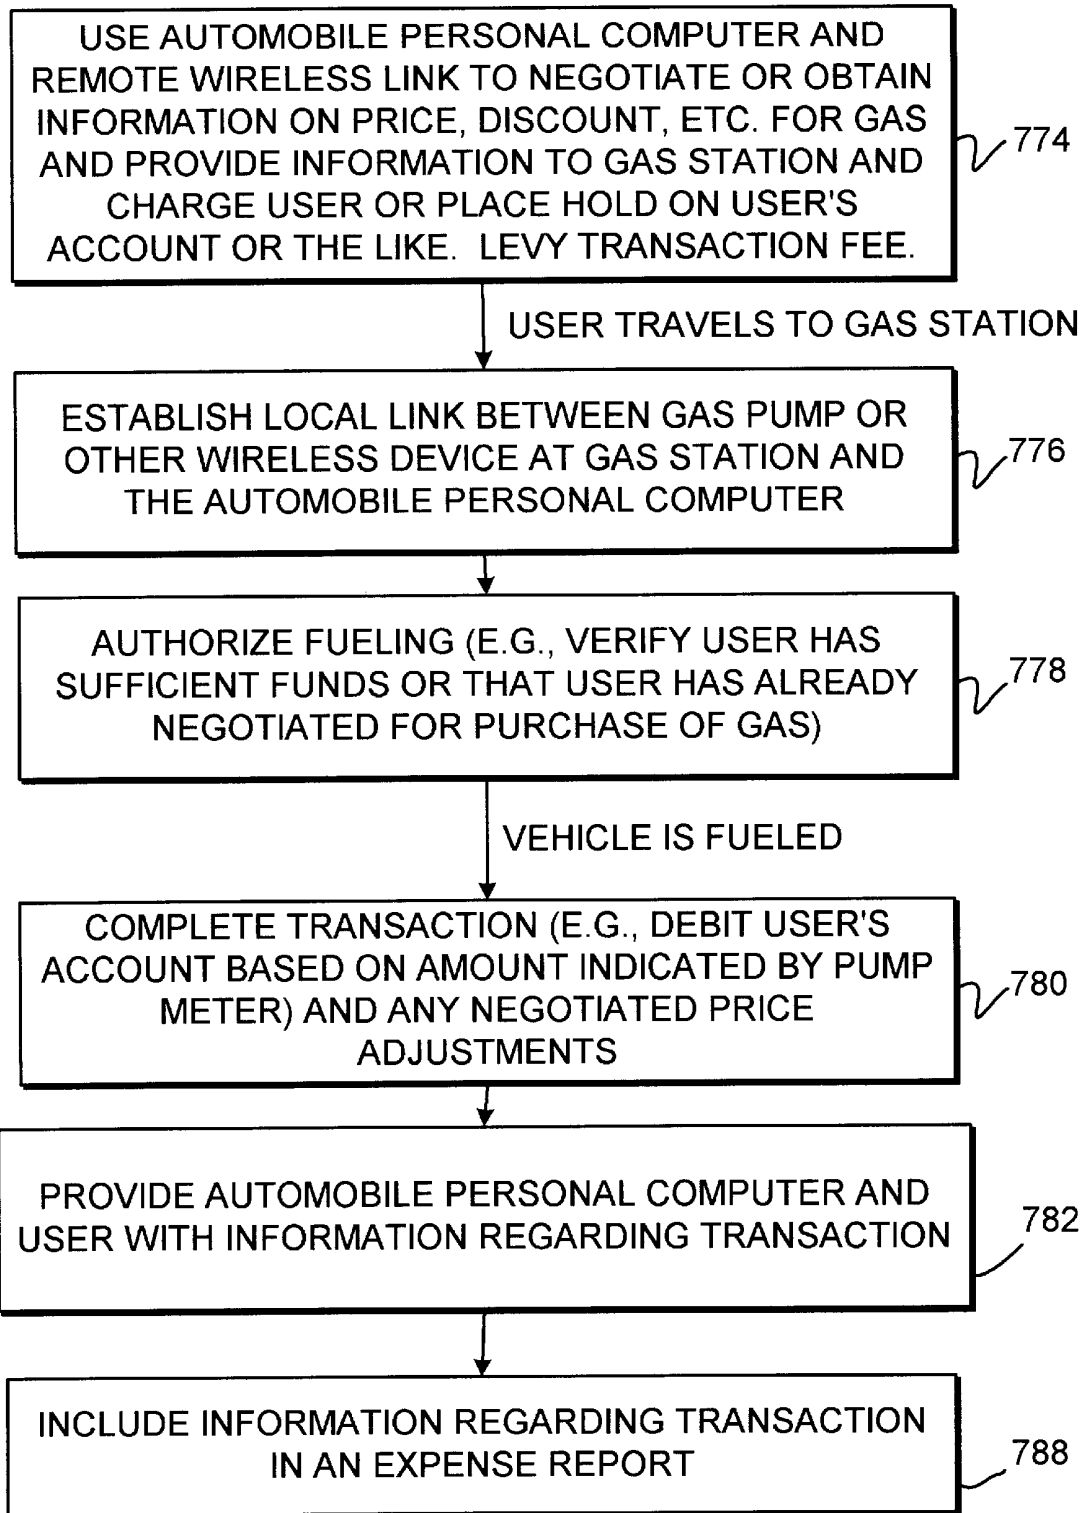 USE AUTOMOBILE PERSONAL COMPUTER AND
REMOTE WIRELESS LINK TO NEGOTIATE OR OBTAIN
INFORMATION ON PRICE, DISCOUNT, ETC. FOR GAS
AND PROVIDE INFORMATION TO GAS STATION AND
CHARGE USER OR PLACE HOLD ON USER'S
ACCOUNT OR THE LIKE. LEVY TRANSACTION FEE.
774
USER TRAVELS TO GAS STATION
ESTABLISH LOCAL LINK BETWEEN GAS PUMP OR
OTHER WIRELESS DEVICE AT GAS STATION AND
THE AUTOMOBILE PERSONAL COMPUTER
776
AUTHORIZE FUELING (E.G., VERIFY USER HAS
SUFFICIENT FUNDS OR THAT USER HAS ALREADY
NEGOTIATED FOR PURCHASE OF GAS)
778
VEHICLE IS FUELED
COMPLETE TRANSACTION (E.G., DEBIT USER'S
ACCOUNT BASED ON AMOUNT INDICATED BY PUMP
METER) AND ANY NEGOTIATED PRICE
ADJUSTMENTS
780
PROVIDE AUTOMOBILE PERSONAL COMPUTER AND
USER WITH INFORMATION REGARDING TRANSACTION
782
INCLUDE INFORMATION REGARDING TRANSACTION
IN AN EXPENSE REPORT
788